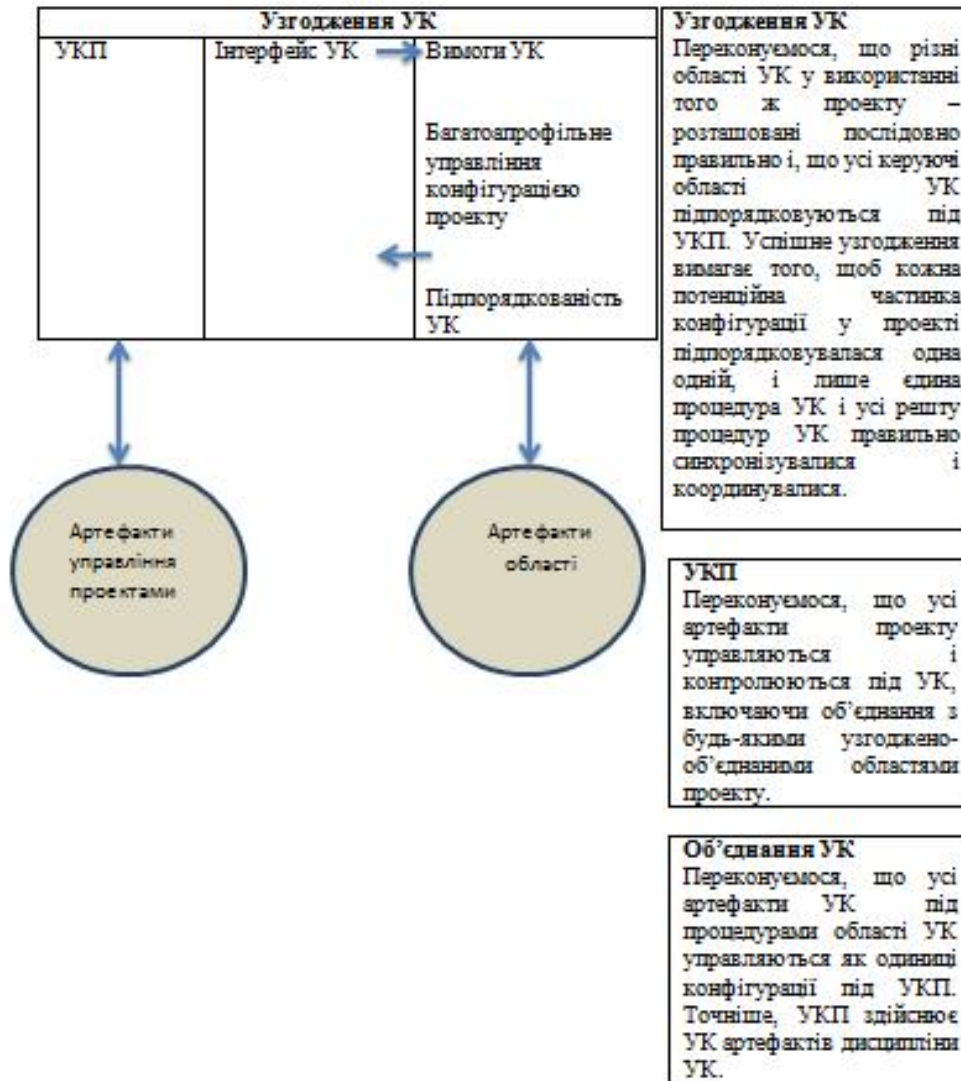 Узгодження УК
УКП
Інтерфейс УК
Вимоги УК
Багатоапрофільне
управління
конфігурацією
проекту
Підпорядкованість
УК
Артефакти
управління
проектами
Артефакти
області
Узгодження УК
Переконуємося, що різні
області УК у використанні
того ж проекту –
розташовані послідовно
правильно і, що усі керуючі
області УК
підпорядковуються під
УКП. Успішне узгодження
вимагає того, щоб кожна
потенційна частинка
конфігурації у проекті
підпорядковувалася одна
одній, і лише єдина
процедура УК і усі решту
процедур УК правильно
синхронізувалися і
координувалися.
УКП
Переконуємося, що усі
артефакти проекту
управляються і
контролюються під УК,
включаючи об’єднання з
будь-якими узгоджено-
об’єднаними областями
проекту.
Об’єднання УК
Переконуємося, що усі
артефакти УК під
процедурами області УК
управляються як одиниці
конфігурації під УКП.
Точніше, УКП здійснює
УК артефактів дисципліни
УК.